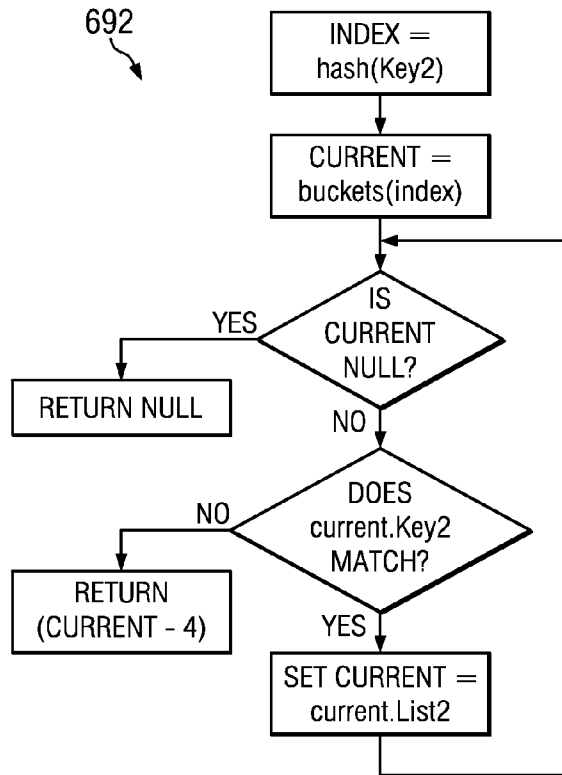 692
INDEX =
hash(Key2)
CURRENT =
buckets(index)
IS
CURRENT
NULL?
YES
RETURN NULL
NO
DOES
current.Key2
MATCH?
NO
RETURN
(CURRENT - 4)
YES
SET CURRENT =
current.List2